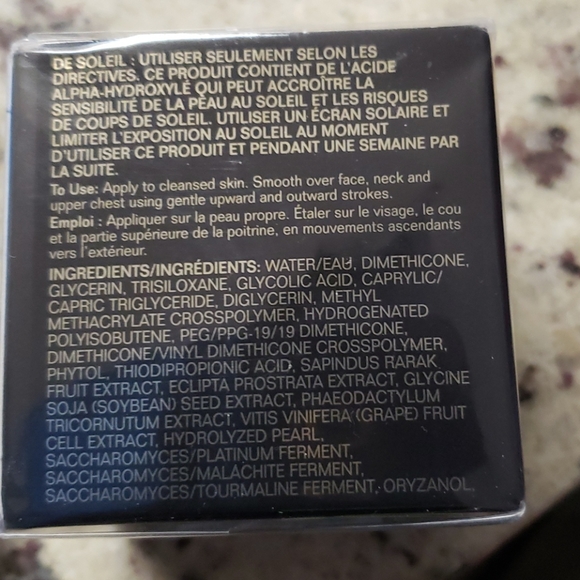 DE SOLEIL : UTILISER SEULEMENT SELON LES
DIRECTIVES. CE PRODUIT CONTIENT DE L'ACIDE
ALPHA-HYDROXYLÉ QUI PEUT ACCROÎTRE LA
SENSIBILITÉ DE LA PEAU AU SOLEIL ET LES RISQUES
DE COUPS DE SOLEIL. UTILISER UN ÉCRAN SOLAIRE ET
LIMITER L'EXPOSITION AU SOLEIL AU MOMENT
D'UTILISER CE PRODUIT ET PENDANT UNE SEMAINE PAR
LA SUITE.
To Use: Apply to cleansed skin. Smooth over face, neck and
upper chest using gentle upward and outward strokes.
Emploi : Appliquer sur la peau propre. Étaler sur le visage, le cou
et la partie supérieure de la poitrine, en mouvements ascendants
vers l'extérieur.
INGREDIENTS/INGRÉDIENTS: WATER/EAU, DIMETHICONE,
GLYCERIN, TRISILOXANE, GLYCOLIC ACID, CAPRYLIC/
CAPRIC TRIGLYCERIDE, DIGLYCERIN, METHYL
METHACRYLATE CROSSPOLYMER, HYDROGENATED
POLYISOBUTENE, PEG/PPG-19/19 DIMETHICONE,
DIMETHICONE/VINYL DIMETHICONE CROSSPOLYMER,
PHYTOL, THIODIPROPIONIC ACID, SAPINDUS RARAK
FRUIT EXTRACT, ECLIPTA PROSTRATA EXTRACT, GLYCINE
SOJA (SOYBEAN) SEED EXTRACT, PHAEODACTYLUM
TRICORNUTUM EXTRACT, VITIS VINIFERA (GRAPE) FRUIT
CELL EXTRACT, HYDROLYZED PEARL,
SACCHAROMYCES/PLATINUM FERMENT,
SACCHAROMYCES/MALACHITE FERMENT,
SACCHAROMYCES/TOURMALINE FERMENT, ORYZANOL,